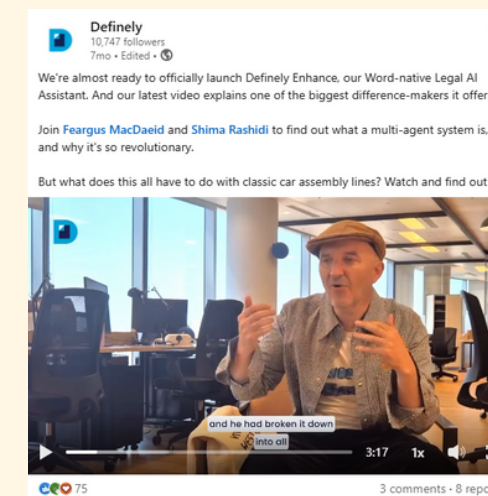 Definely
10,747 followers
7mo • Edited •
We're almost ready to officially launch Definely Enhance, our Word-native Legal AI
Assistant. And our latest video explains one of the biggest difference-makers it offer
Join Feargus MacDaeid and Shima Rashidi to find out what a multi-agent system is,
and why it's so revolutionary.
But what does this all have to do with classic car assembly lines? Watch and find out
and he had broken it down
into all
3:17 1x
75 3 comments • 8 repo